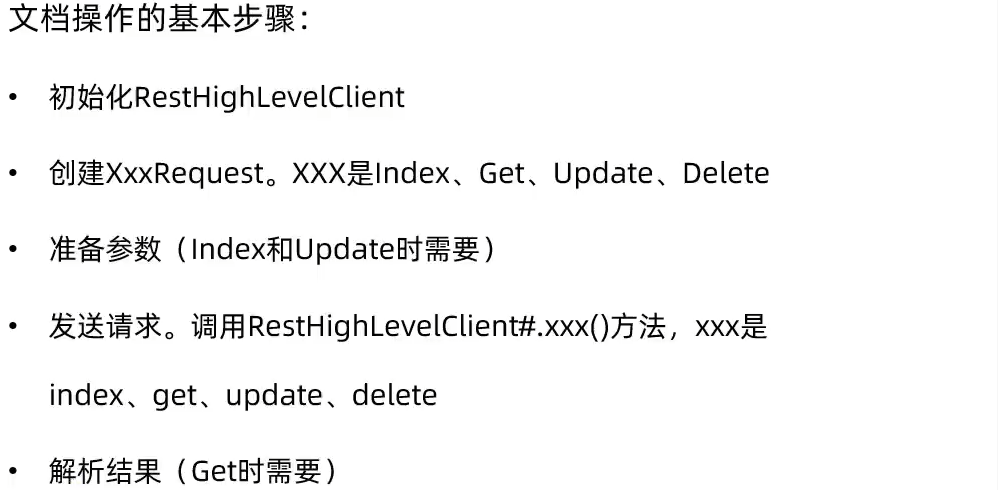 文档操作的基本步骤：
• 初始化RestHighLevelClient
• 创建XxxRequest。XXX是Index、Get、Update、Delete
• 准备参数（Index和Update时需要）
• 发送请求。调用RestHighLevelClient#.xxx()方法，xxx是
index、get、update、delete
• 解析结果（Get时需要）